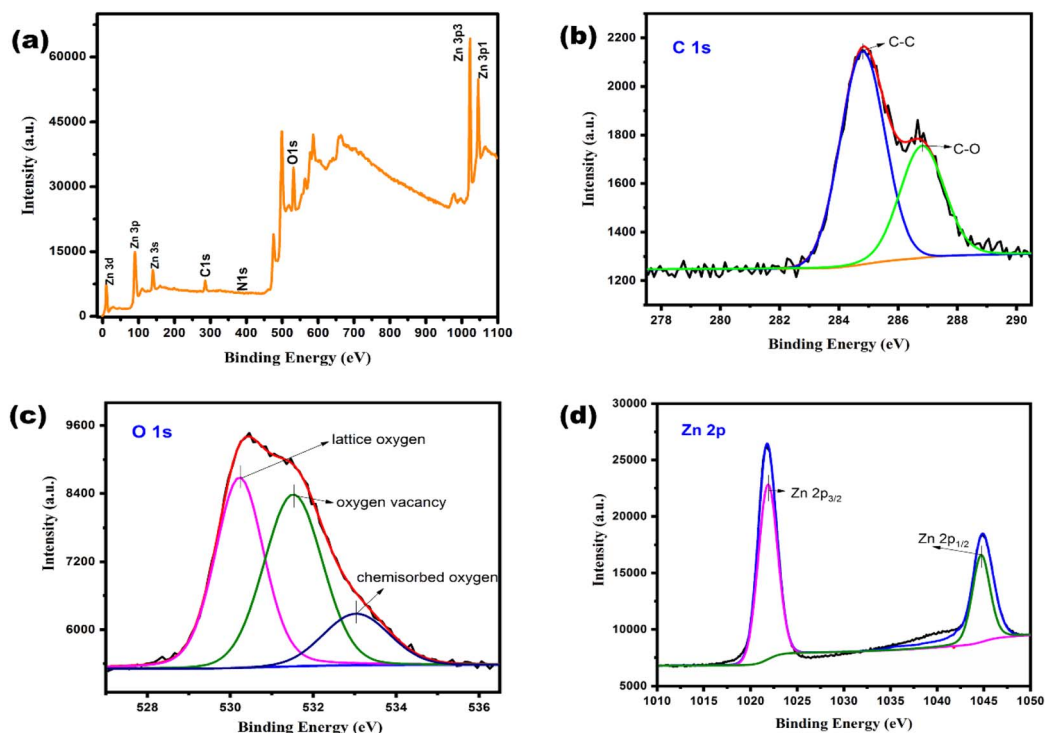 (a)
Intensity (a.u.)
60000
45000
30000
15000
0
Zn 3d
Zn 3p
Zn 3s
C1s
N1s
O1s
Zn 3p3
Zn 3p1
0 100 200 300 400 500 600 700 800 900 1000 1100
Binding Energy (eV)
(b)
C 1s
Intensity (a.u.)
2200
2000
1800
1600
1400
1200
C-C
C-O
278 280 282 284 286 288 290
Binding Energy (eV)
(c)
O 1s
Intensity (a.u.)
9600
8400
7200
6000
lattice oxygen
oxygen vacancy
chemisorbed oxygen
528 530 532 534 536
Binding Energy (eV)
(d)
Zn 2p
Intensity (a.u.)
30000
25000
20000
15000
10000
5000
Zn 2p3/2
Zn 2p1/2
1010 1015 1020 1025 1030 1035 1040 1045 1050
Binding Energy (eV)